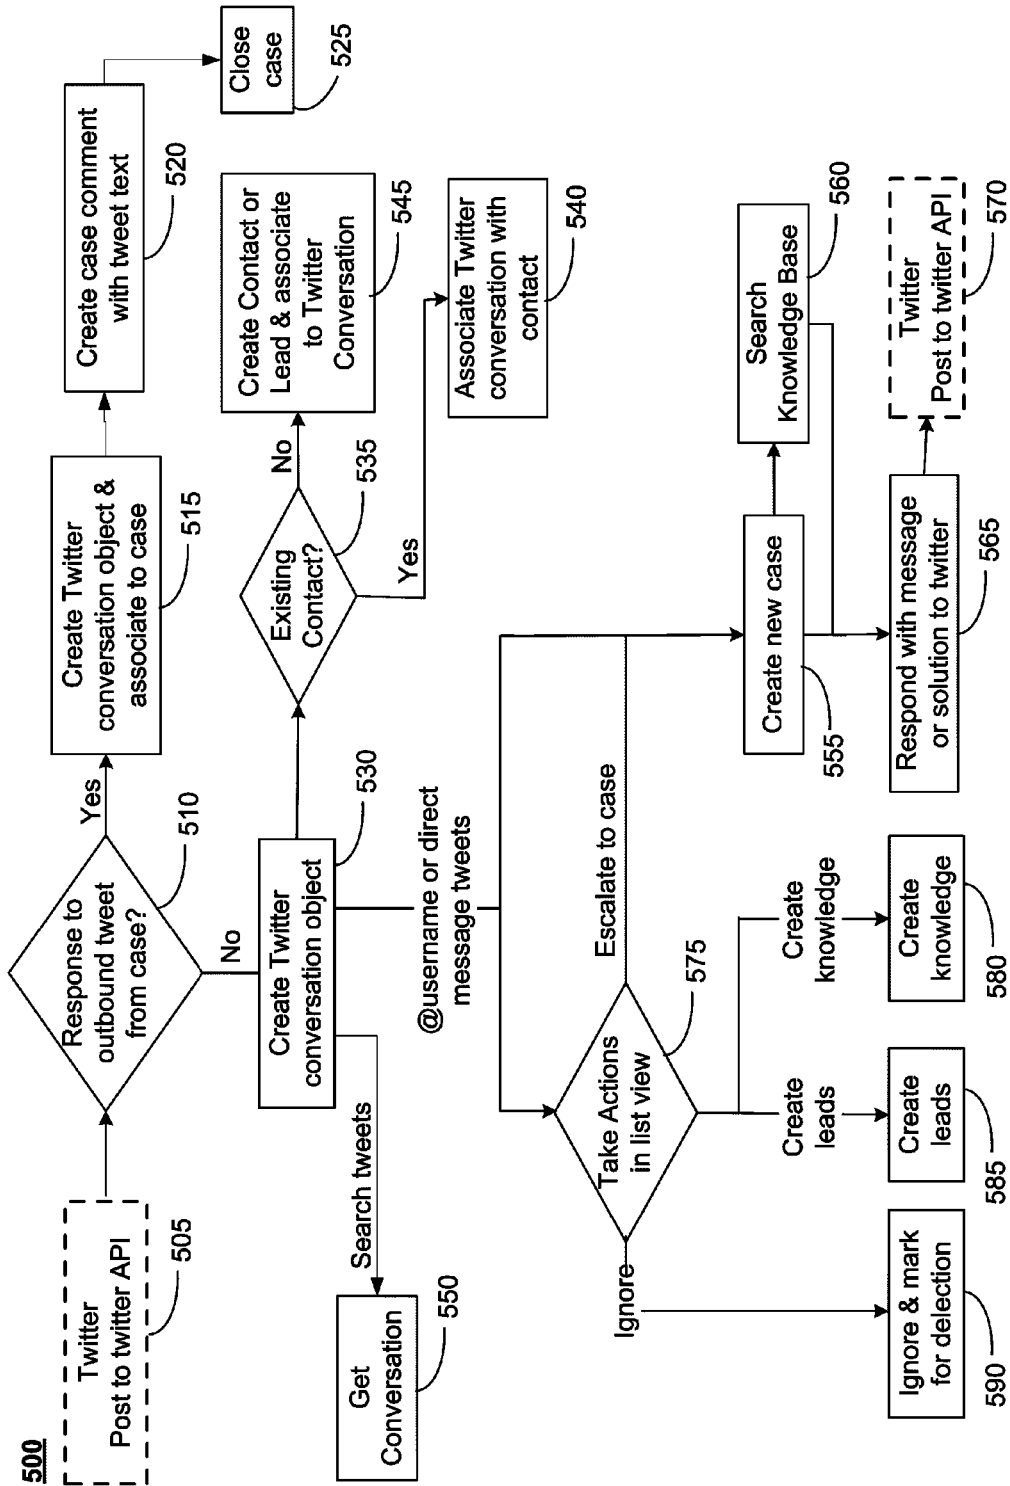 500
Twitter
Post to twitter API
505
Response to
outbound tweet
from case?
510
Yes
Create Twitter
conversation object &
associate to case
515
Create case comment
with tweet text
520
Close
case
525
No
Create Twitter
conversation object
530
Existing
Contact?
535
No
Create Contact or
Lead & associate
to Twitter
Conversation
545
Yes
Associate Twitter
conversation with
contact
540
Search tweets
Get
Conversation
550
@username or direct
message tweets
Take Actions
in list view
575
Escalate to case
Create new case
555
Search
Knowledge Base
560
Respond with message
or solution to twitter
565
Twitter
Post to twitter API
570
Create
knowledge
Create
knowledge
580
Create
leads
Create
leads
585
Ignore
Ignore & mark
for delection
590